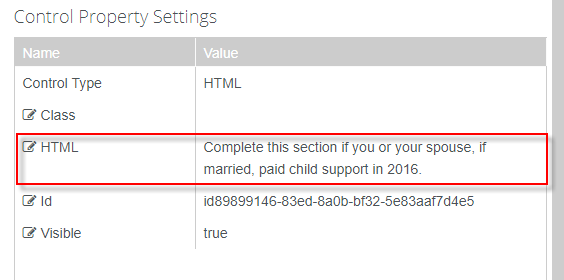 Control Property Settings
Name Value
Control Type HTML
Class
HTML Complete this section if you or your spouse, if
married, paid child support in 2016.
Id id89899146-83ed-8a0b-bf32-5e83aaf7d4e5
Visible true